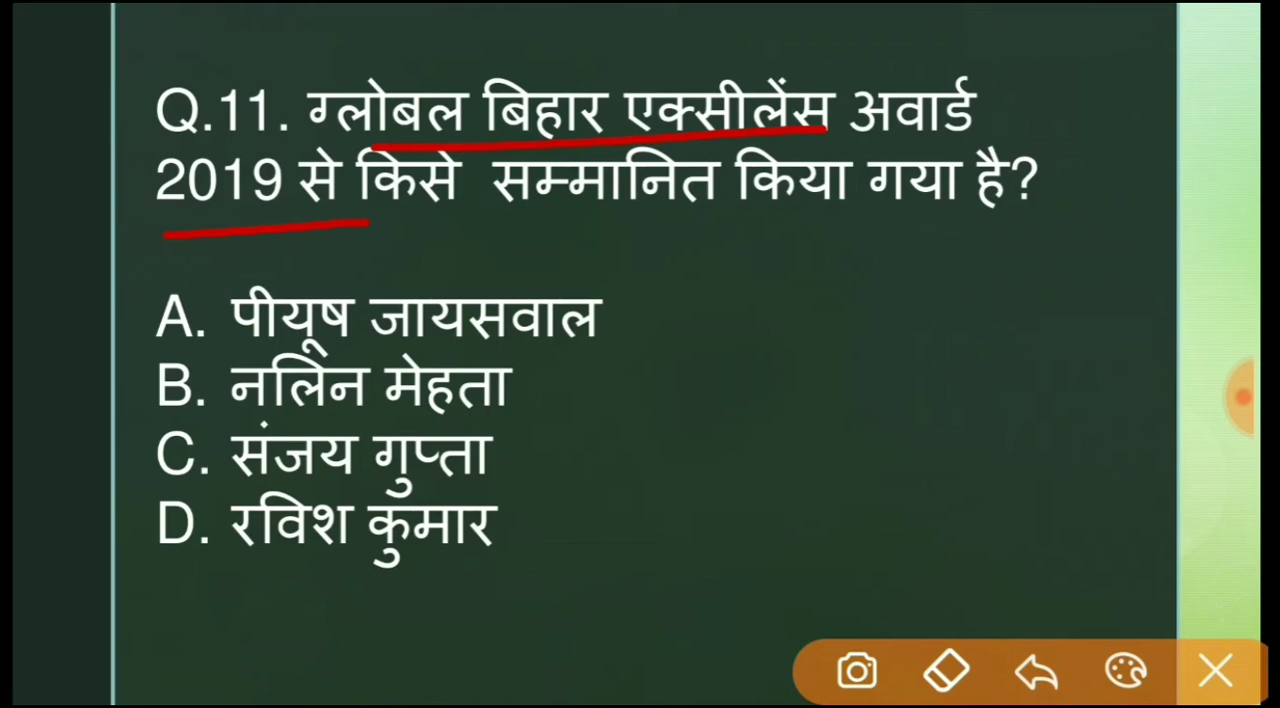 Q.11. ग्लोबल बिहार एक्सीलेंस अवार्ड
2019 से किसे सम्मानित किया गया है?
A. पीयूष जायसवाल
B. नलिन मेहता
C. संजय गुप्ता
D. रविश कुमार